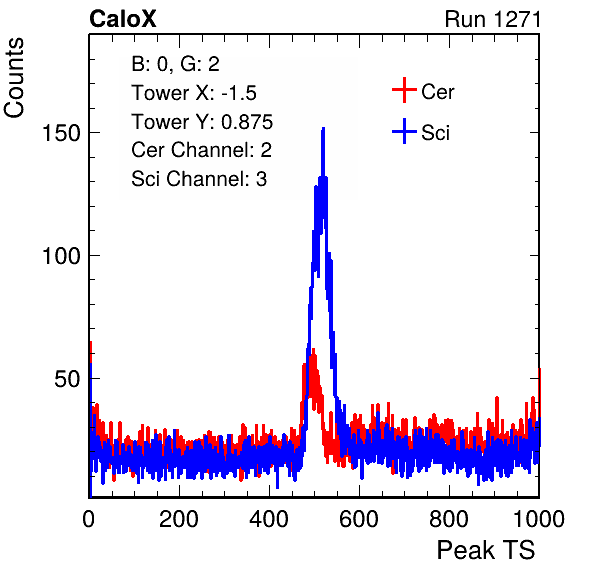 CaloX
Run 1271
Counts
B: 0, G: 2
Tower X: -1.5
Tower Y: 0.875
Cer Channel: 2
Sci Channel: 3
Cer
Sci
150
100
50
0 200 400 600 800 1000
Peak TS